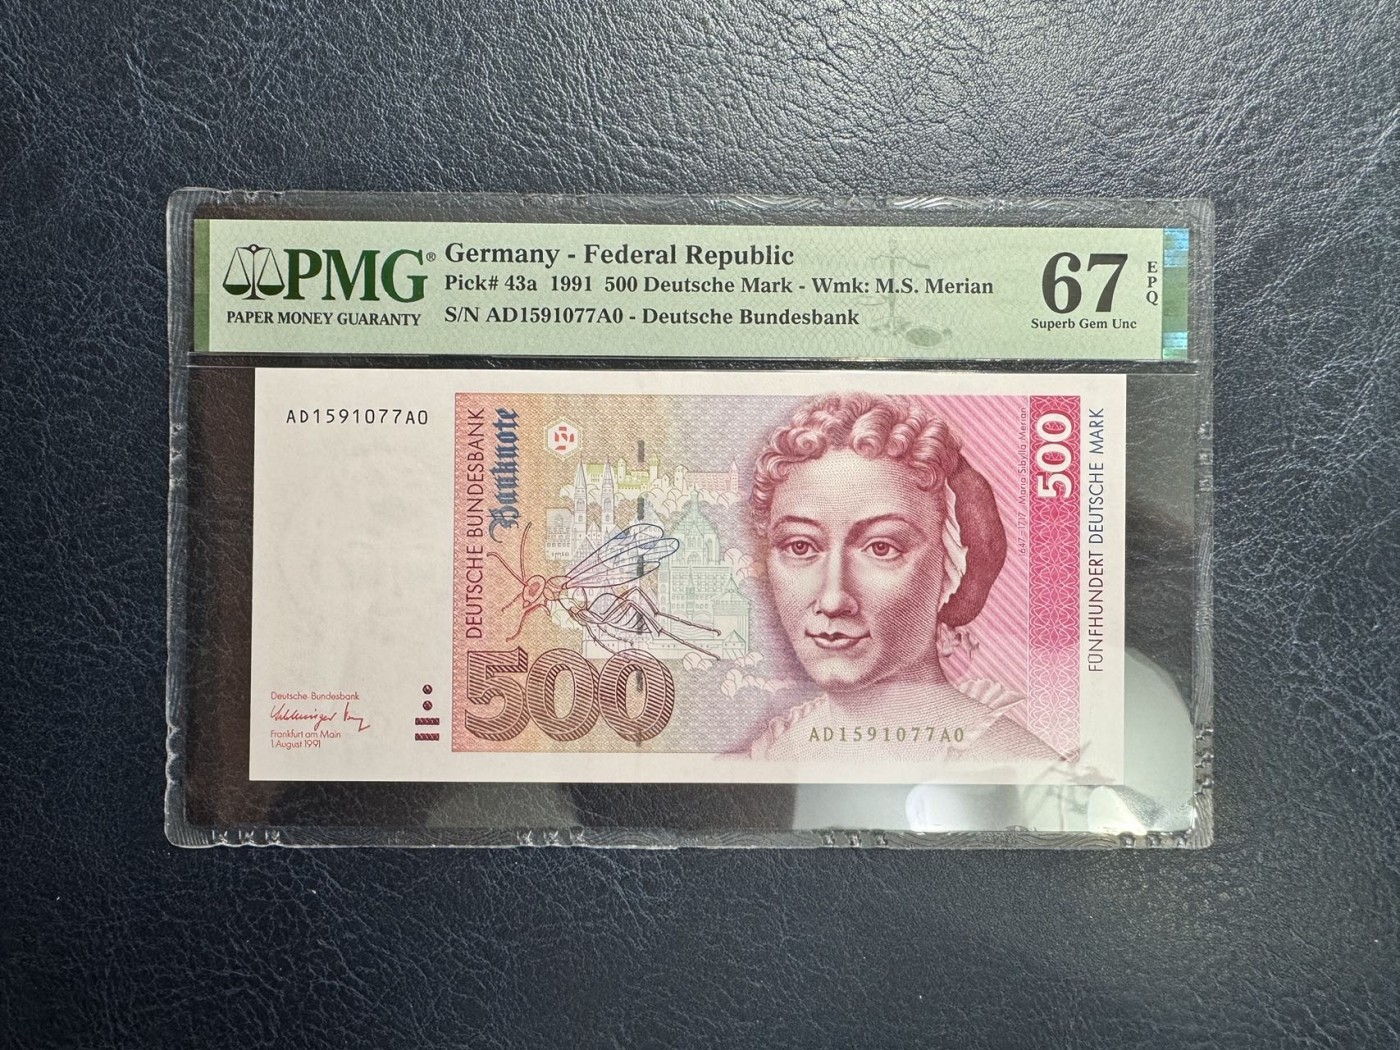 PMG®
PAPER MONEY GUARANTY
Germany - Federal Republic
Pick# 43a 1991 500 Deutsche Mark - Wmk: M.S. Merian
S/N AD1591077A0 - Deutsche Bundesbank
67
EPQ
Superb Gem Unc
AD1591077A0
DEUTSCHE BUNDESBANK
Banknote
500
Deutsche Bundesbank
Frankfurt am Main
1. August 1991
1647–1717 Maria Sibylla Merian
500
FÜNFHUNDERT DEUTSCHE MARK
AD1591077A0